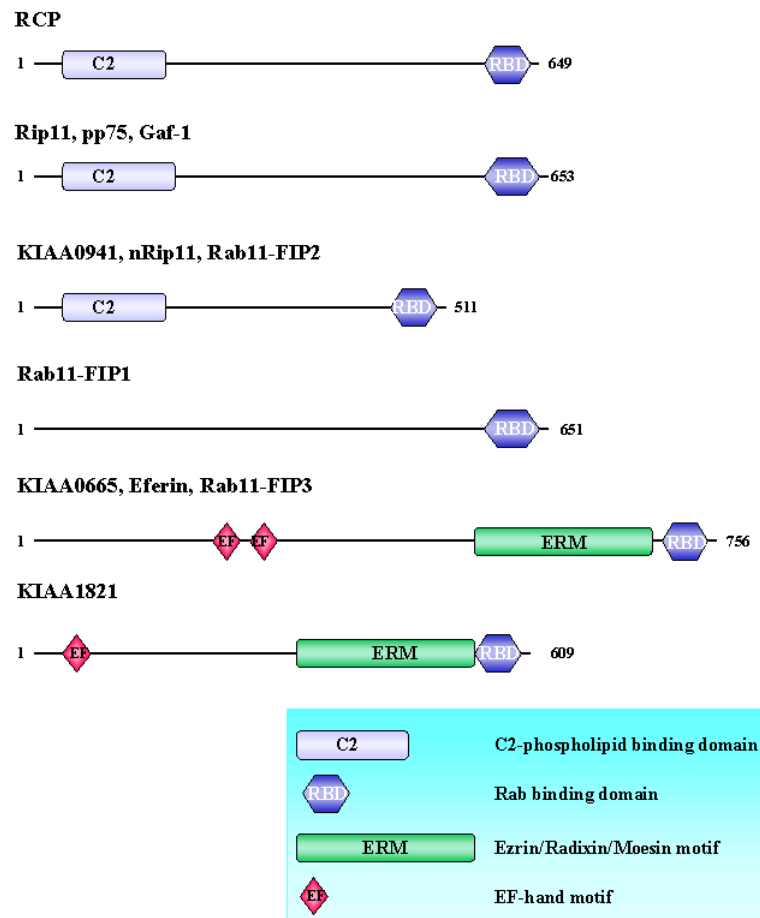 RCP
1 C2 RBD 649
Rip11, pp75, Gaf-1
1 C2 RBD 653
KIAA0941, nRip11, Rab11-FIP2
1 C2 RBD 511
Rab11-FIP1
1 RBD 651
KIAA0665, Eferin, Rab11-FIP3
1 EF EF ERM RBD 756
KIAA1821
1 EF ERM RBD 609
C2 C2-phospholipid binding domain
RBD Rab binding domain
ERM Ezrin/Radixin/Moesin motif
EF EF-hand motif